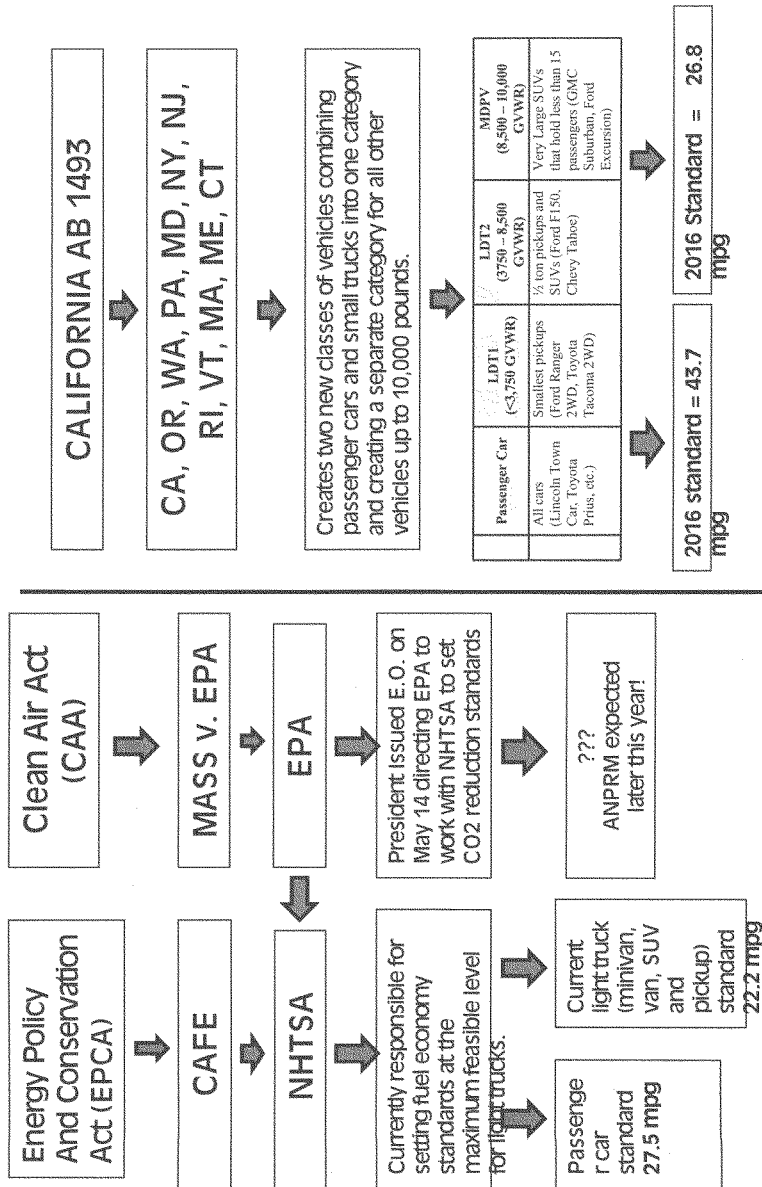 Energy Policy
And Conservation
Act (EPCA)
CAFE
NHTSA
Currently responsible for
setting fuel economy
standards at the
maximum feasible level
for light trucks.
Passenge
r car
standard
27.5 mpg
Current
light truck
(minivan,
van, SUV
and
pickup)
standard
22.2 mpg
Clean Air Act
(CAA)
MASS v. EPA
EPA
President Issued E.O. on
May 14 directing EPA to
work with NHTSA to set
CO2 reduction standards
???
ANPRM expected
later this year!
CALIFORNIA AB 1493
CA, OR, WA, PA, MD, NY, NJ,
RI, VT, MA, ME, CT
Creates two new classes of vehicles combining
passenger cars and small trucks into one category
and creating a separate category for all other
vehicles up to 10,000 pounds.
Passenger Car
LDT1
(<3,750 GVWR)
LDT2
(3750 – 8,500
GVWR)
MDPV
(8,500 – 10,000
GVWR)
All cars
(Lincoln Town
Car, Toyota
Prius, etc.)
Smallest pickups
(Ford Ranger
2WD, Toyota
Tacoma 2WD)
½ ton pickups and
SUVs (Ford F150,
Chevy Tahoe)
Very Large SUVs
that hold less than 15
passengers (GMC
Suburban, Ford
Excursion)
2016 standard = 43.7
mpg
2016 Standard = 26.8
mpg